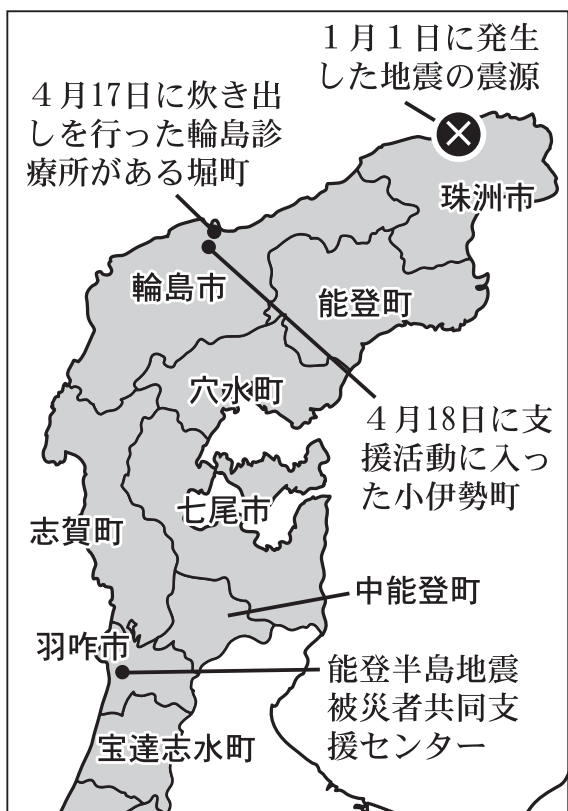 １月１日に発生
した地震の震源
４月17日に炊き出
しを行った輪島診
療所がある堀町
珠洲市
輪島市
能登町
穴水町
４月18日に支
援活動に入っ
た小伊勢町
七尾市
志賀町
中能登町
羽咋市
能登半島地震
被災者共同支
援センター
宝達志水町